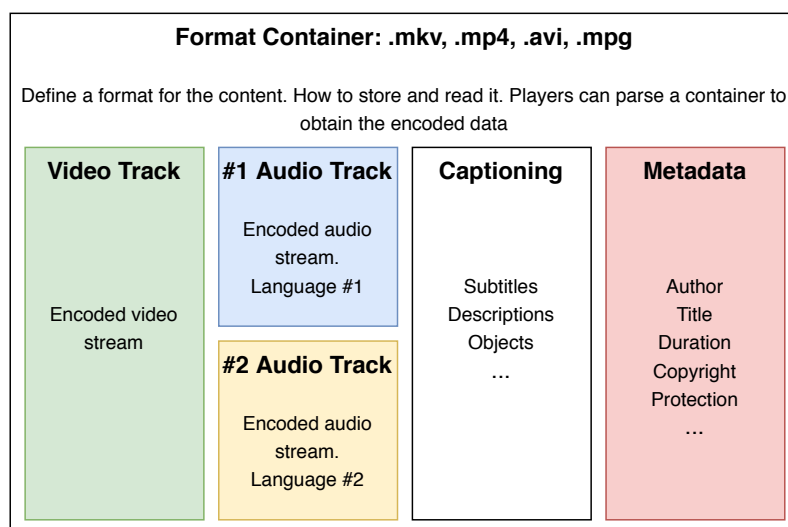 Format Container: .mkv, .mp4, .avi, .mpg
Define a format for the content. How to store and read it. Players can parse a container to
obtain the encoded data
Video Track
Encoded video
stream
#1 Audio Track
Encoded audio
stream.
Language #1
#2 Audio Track
Encoded audio
stream.
Language #2
Captioning
Subtitles
Descriptions
Objects
...
Metadata
Author
Title
Duration
Copyright
Protection
...